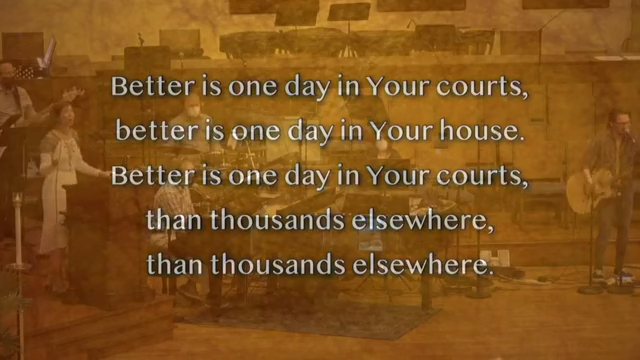 Better is one day in Your courts,
better is one day in Your house.
Better is one day in Your courts,
than thousands elsewhere,
than thousands elsewhere.